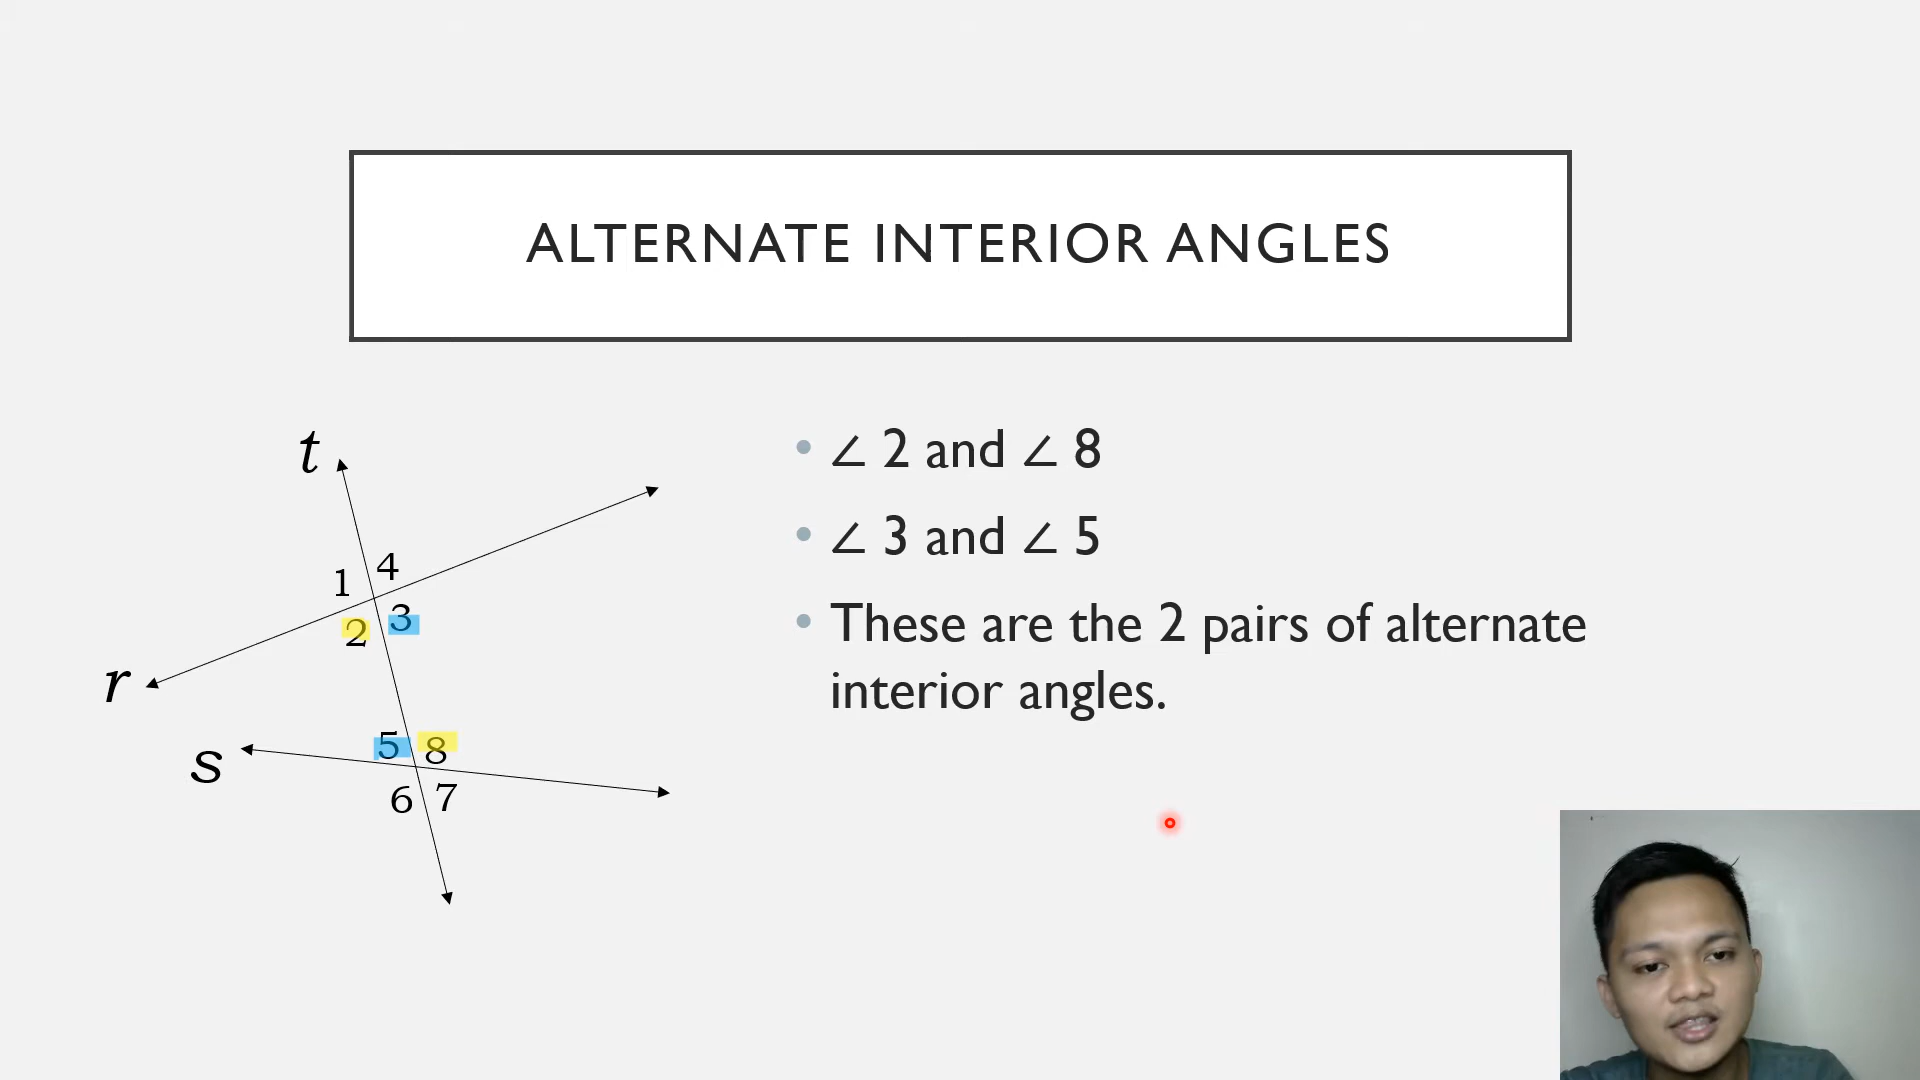 ALTERNATE INTERIOR ANGLES
t
1 4
2 3
r
s
5 8
6 7
• ∠ 2 and ∠ 8
• ∠ 3 and ∠ 5
• These are the 2 pairs of alternate
interior angles.